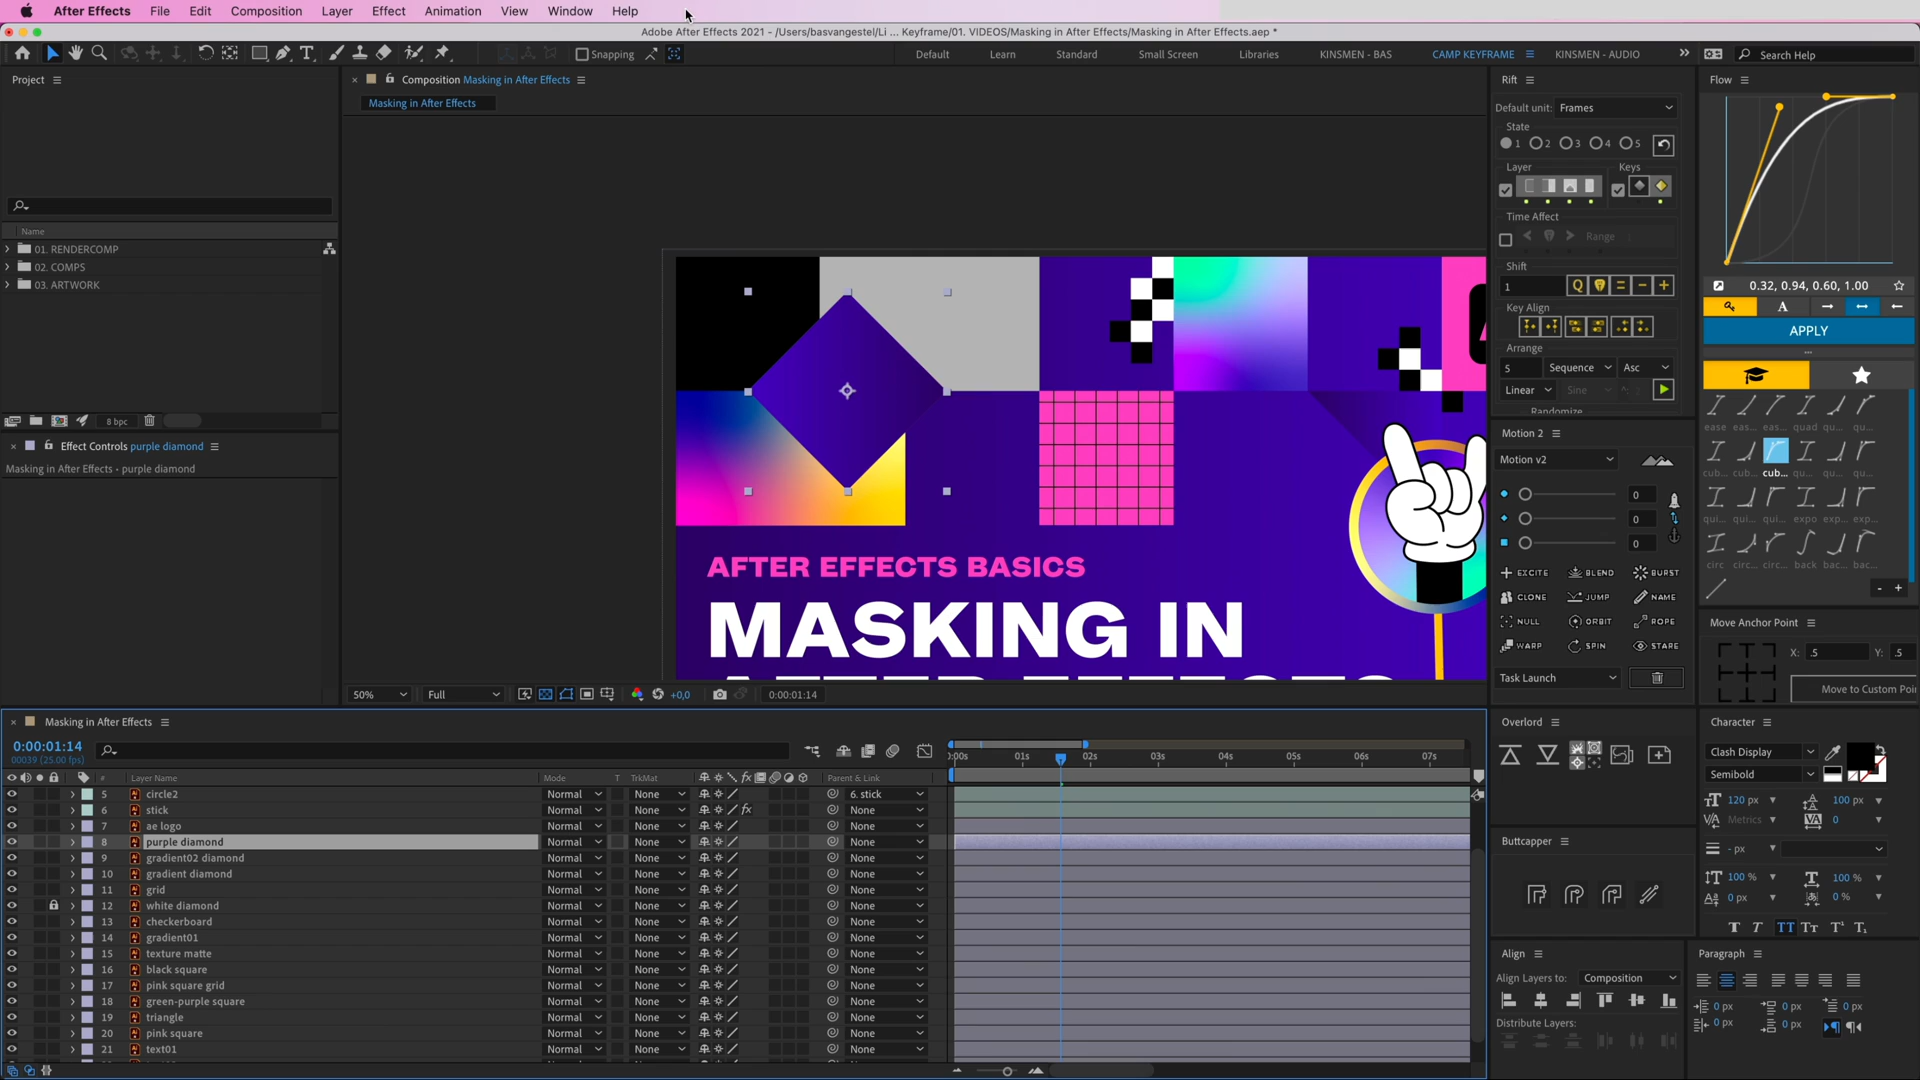 After Effects File Edit Composition Layer Effect Animation View Window Help
Adobe After Effects 2021 - /Users/basvangestel/Li ... Keyframe/01. VIDEOS/Masking in After Effects/Masking in After Effects.aep *
Snapping
Default Learn Standard Small Screen Libraries KINSMEN - BAS CAMP KEYFRAME KINSMEN - AUDIO
Search Help
Project
Name
01. RENDERCOMP
02. COMPS
03. ARTWORK
8 bpc
Effect Controls purple diamond
Masking in After Effects • purple diamond
Composition Masking in After Effects
Masking in After Effects
AFTER EFFECTS BASICS
MASKING IN
50% Full +0,0 0:00:01:14
Rift
Default unit: Frames
State
1 2 3 4 5
Layer Keys
Time Affect
Range
Shift
1
Key Align
Arrange
5 Sequence Asc
Linear Sine
Randomize
Motion 2
Motion v2
0
0
0
EXCITE BLEND BURST
CLONE JUMP NAME
NULL ORBIT ROPE
WARP SPIN STARE
Task Launch
Flow
0.32, 0.94, 0.60, 1.00
A
APPLY
ease eas... eas... quad qu... qu...
cub... cub... cub... qu... qu... qu...
qui... qui... qui... expo exp... exp...
circ circ... circ... back bac... bac...
- +
Move Anchor Point
X: .5 Y: .5
Move to Custom Poi
Masking in After Effects
0:00:01:14
00039 (25.00 fps)
# Layer Name Mode T TrkMat Parent & Link
:00s 01s 02s 03s 04s 05s 06s 07s
5 circle2 Normal None 6. stick
6 stick Normal None fx None
7 ae logo Normal None None
8 purple diamond Normal None None
9 gradient02 diamond Normal None None
10 gradient diamond Normal None None
11 grid Normal None None
12 white diamond Normal None None
13 checkerboard Normal None None
14 gradient01 Normal None None
15 texture matte Normal None None
16 black square Normal None None
17 pink square grid Normal None None
18 green-purple square Normal None None
19 triangle Normal None None
20 pink square Normal None None
21 text01 Normal None None
Overlord
Buttcapper
Align
Align Layers to: Composition
Distribute Layers:
Character
Clash Display
Semibold
120 px 100 px
Metrics 0
- px
100 % 100 %
0 px 0 %
T T TT Tr T¹ T₁
Paragraph
0 px 0 px 0 px
0 px 0 px